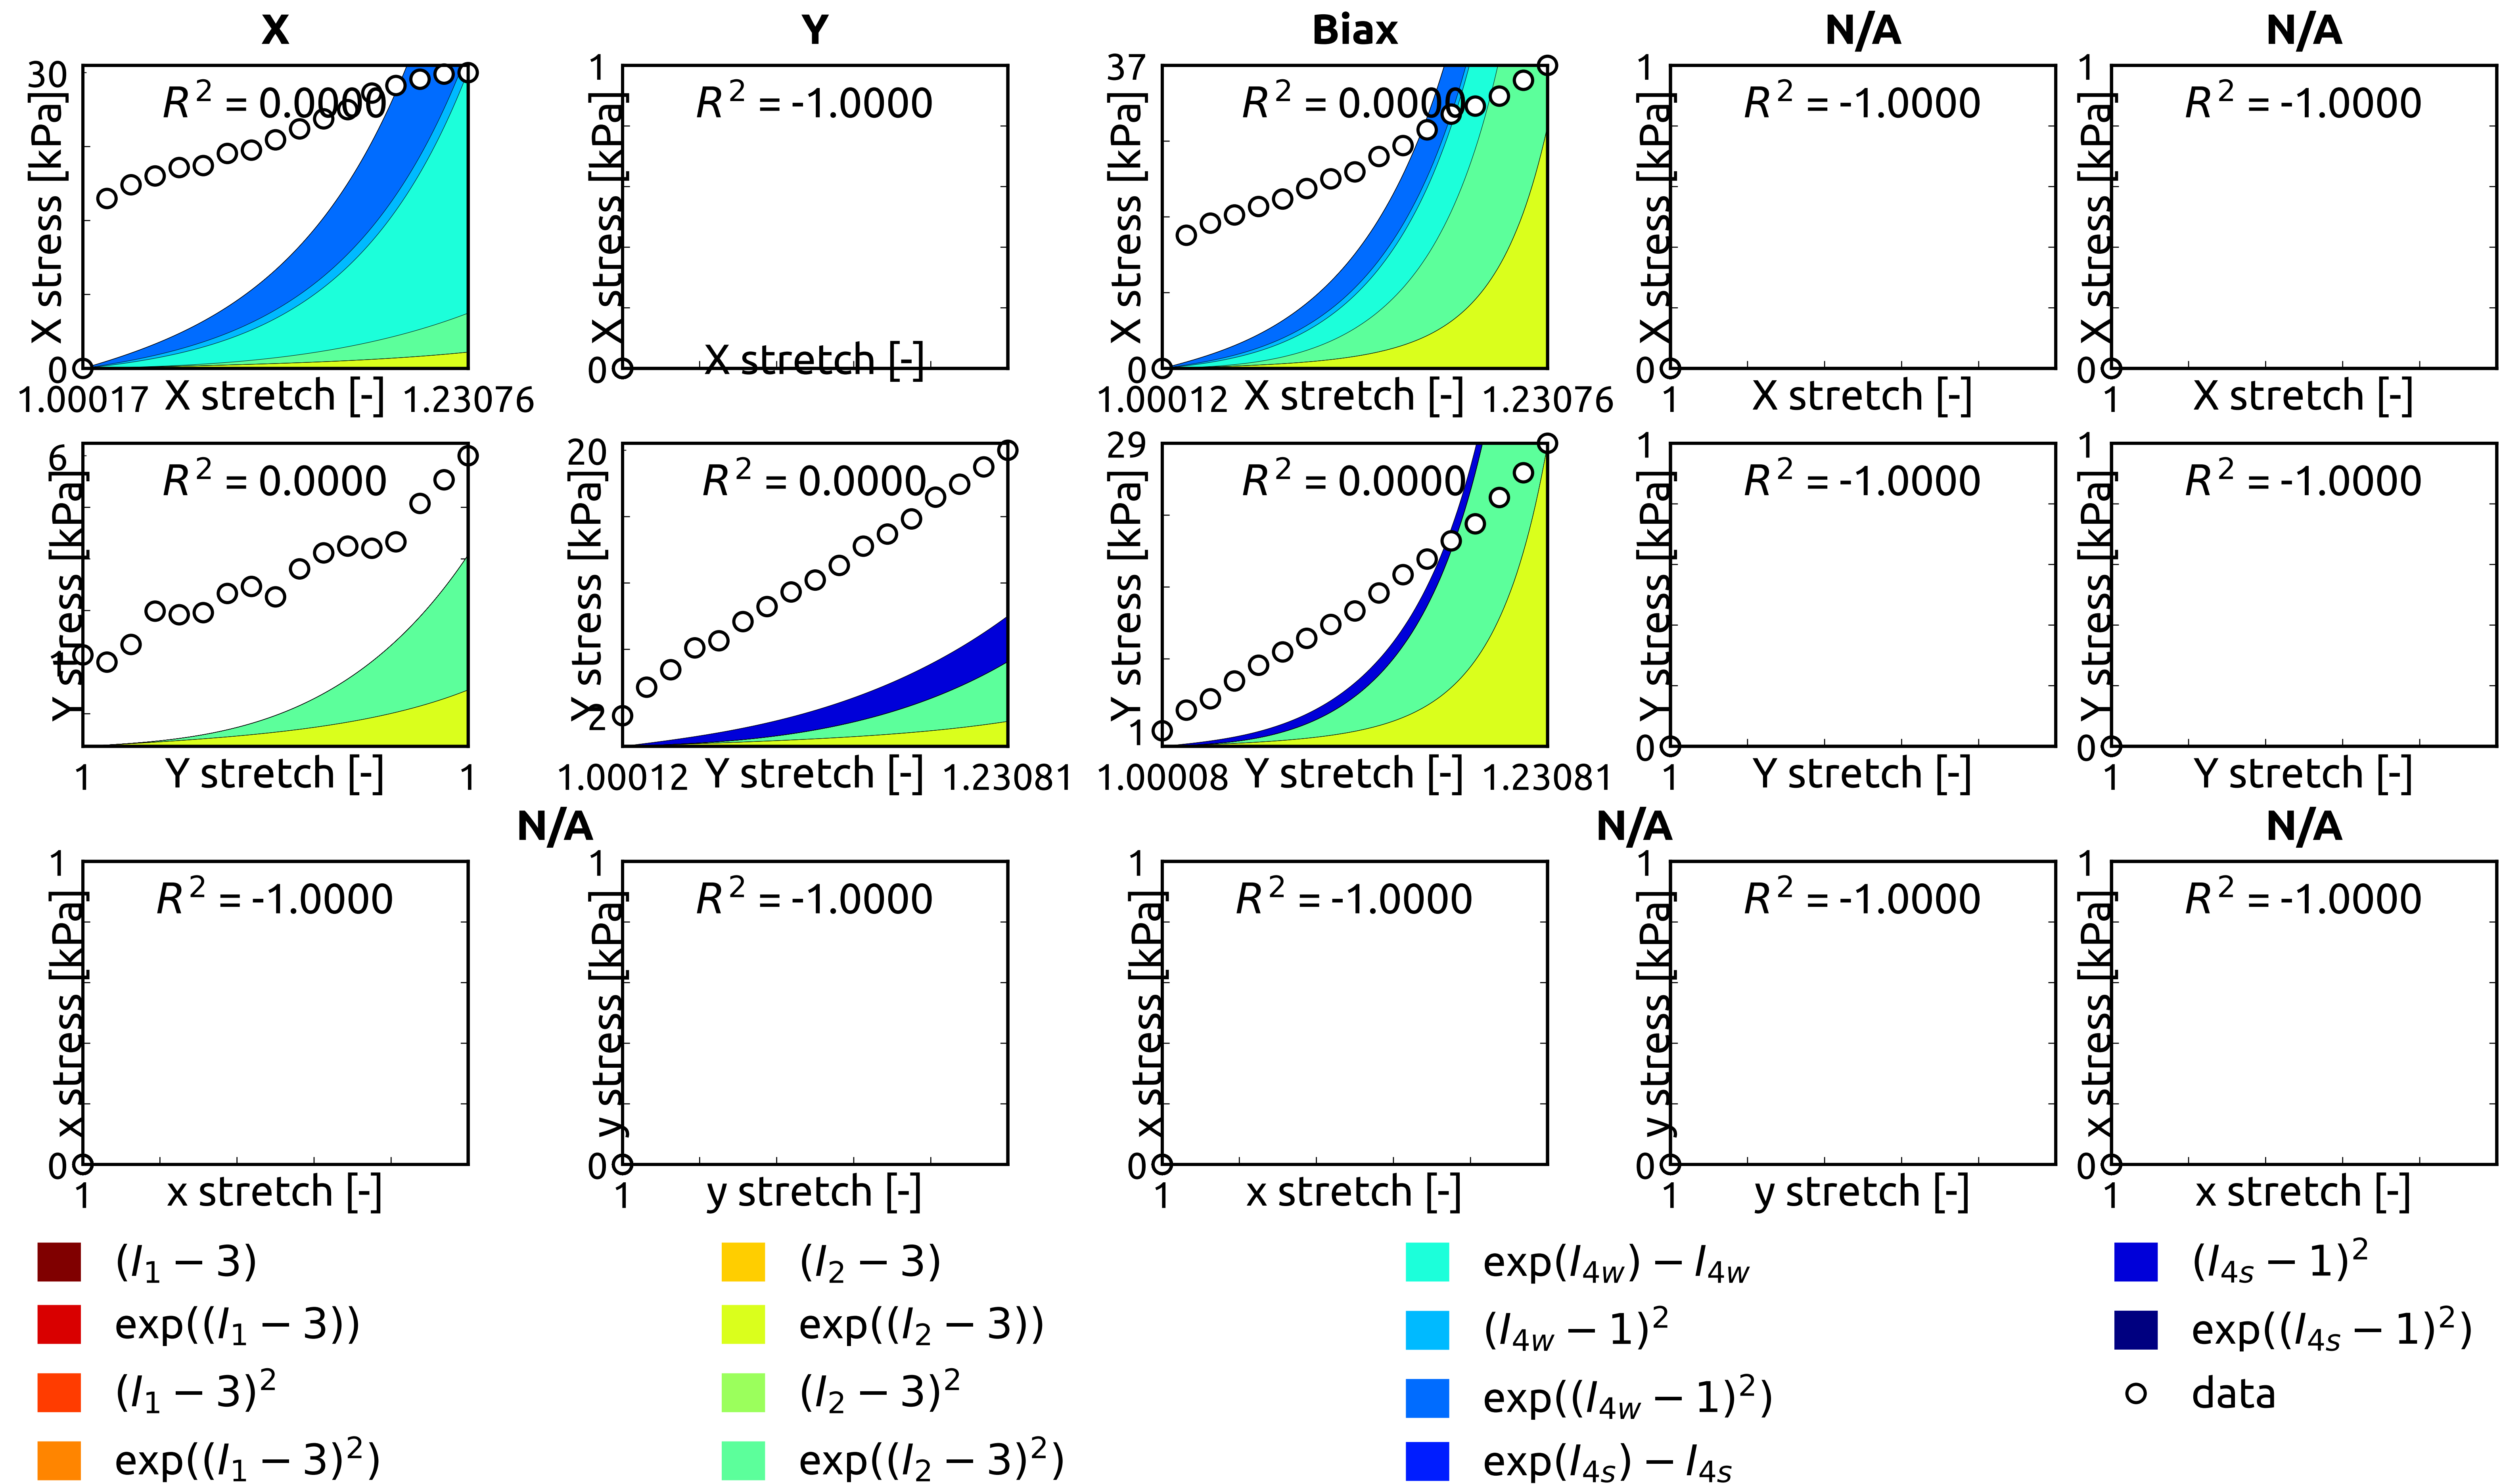 X Y Biax N/A N/A
30 1 37 1 1
R² = 0.0000 R² = -1.0000 R² = 0.0000 R² = -1.0000 R² = -1.0000
X stress [kPa] X stress [kPa] X stress [kPa] X stress [kPa] X stress [kPa]
0 0 0 0 0
1.00017 X stretch [-] 1.23076 X stretch [-] 1.00012 X stretch [-] 1.23076 1 X stretch [-] 1 X stretch [-]
6 20 29 1 1
R² = 0.0000 R² = 0.0000 R² = 0.0000 R² = -1.0000 R² = -1.0000
Y stress [kPa] Y stress [kPa] Y stress [kPa] Y stress [kPa] Y stress [kPa]
1 2 1 0 0
1 Y stretch [-] 1 1.00012 Y stretch [-] 1.23081 1.00008 Y stretch [-] 1.23081 1 Y stretch [-] 1 Y stretch [-]
N/A N/A N/A
1 1 1 1 1
R² = -1.0000 R² = -1.0000 R² = -1.0000 R² = -1.0000 R² = -1.0000
x stress [kPa] y stress [kPa] x stress [kPa] y stress [kPa] x stress [kPa]
0 0 0 0 0
1 x stretch [-] 1 y stretch [-] 1 x stretch [-] 1 y stretch [-] 1 x stretch [-]
(I₁ − 3) (I₂ − 3) exp(I₄w) − I₄w (I₄s − 1)²
exp((I₁ − 3)) exp((I₂ − 3)) (I₄w − 1)² exp((I₄s − 1)²)
(I₁ − 3)² (I₂ − 3)² exp((I₄w − 1)²) data
exp((I₁ − 3)²) exp((I₂ − 3)²) exp(I₄s) − I₄s